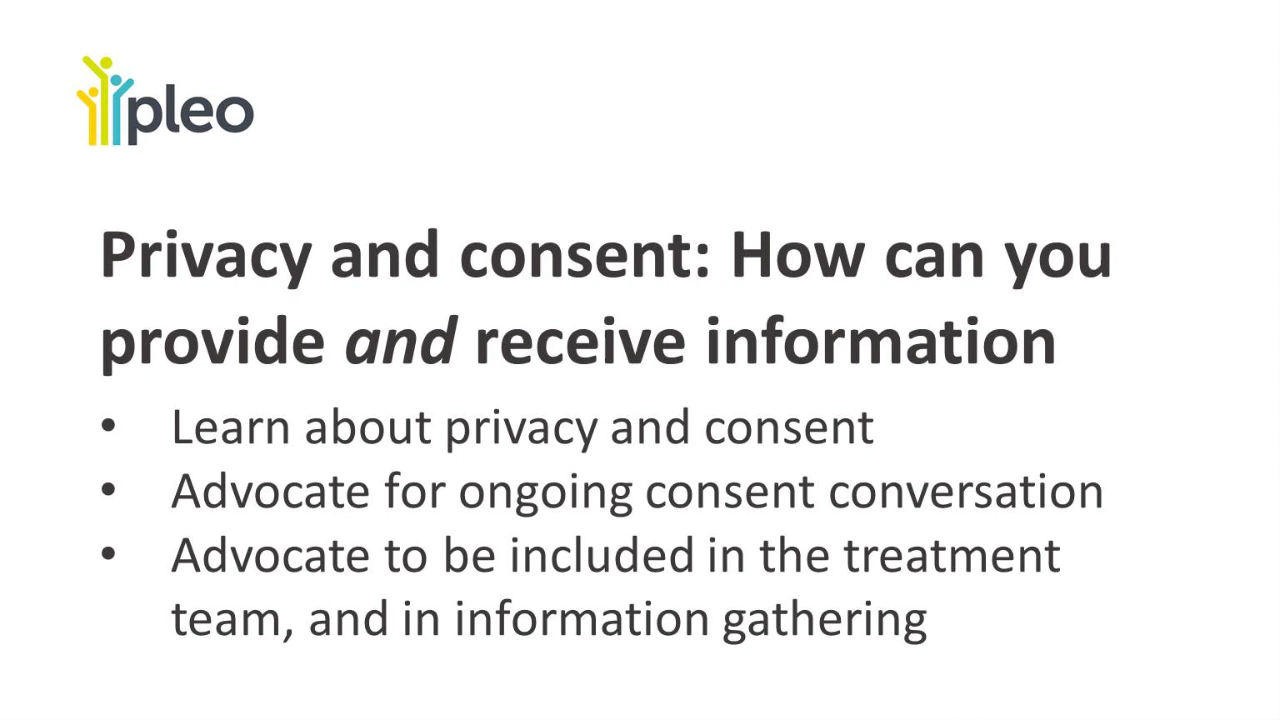 pleo
Privacy and consent: How can you
provide and receive information
• Learn about privacy and consent
• Advocate for ongoing consent conversation
• Advocate to be included in the treatment
team, and in information gathering